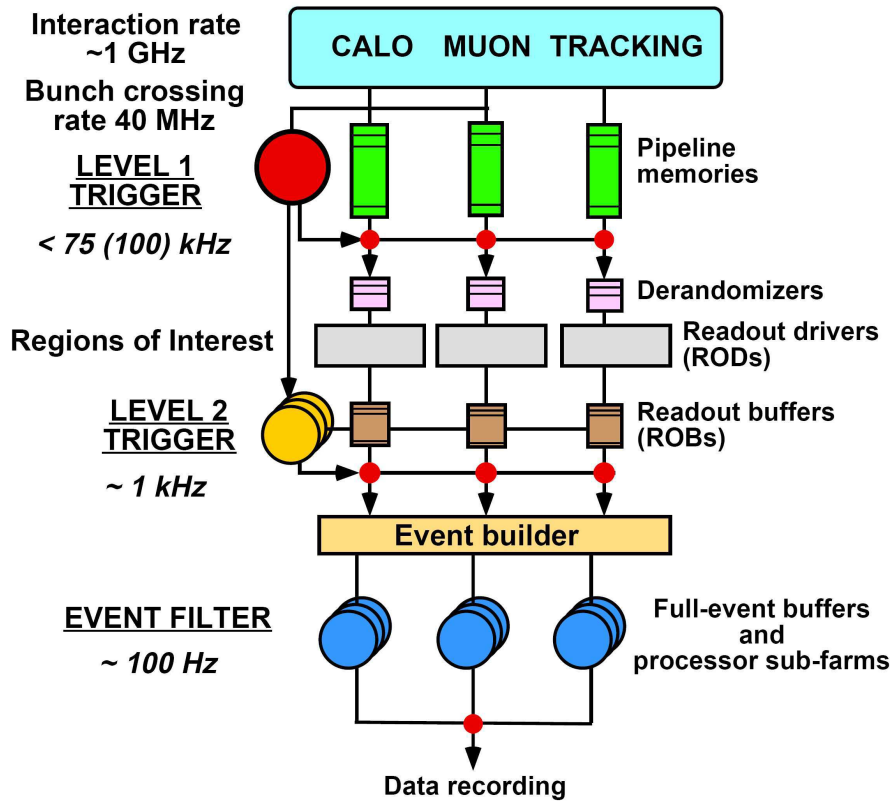 Interaction rate
~1 GHz
CALO MUON TRACKING
Bunch crossing
rate 40 MHz
LEVEL 1
TRIGGER
Pipeline
memories
< 75 (100) kHz
Derandomizers
Regions of Interest
Readout drivers
(RODs)
LEVEL 2
TRIGGER
Readout buffers
(ROBs)
~ 1 kHz
Event builder
EVENT FILTER
~ 100 Hz
Full-event buffers
and
processor sub-farms
Data recording